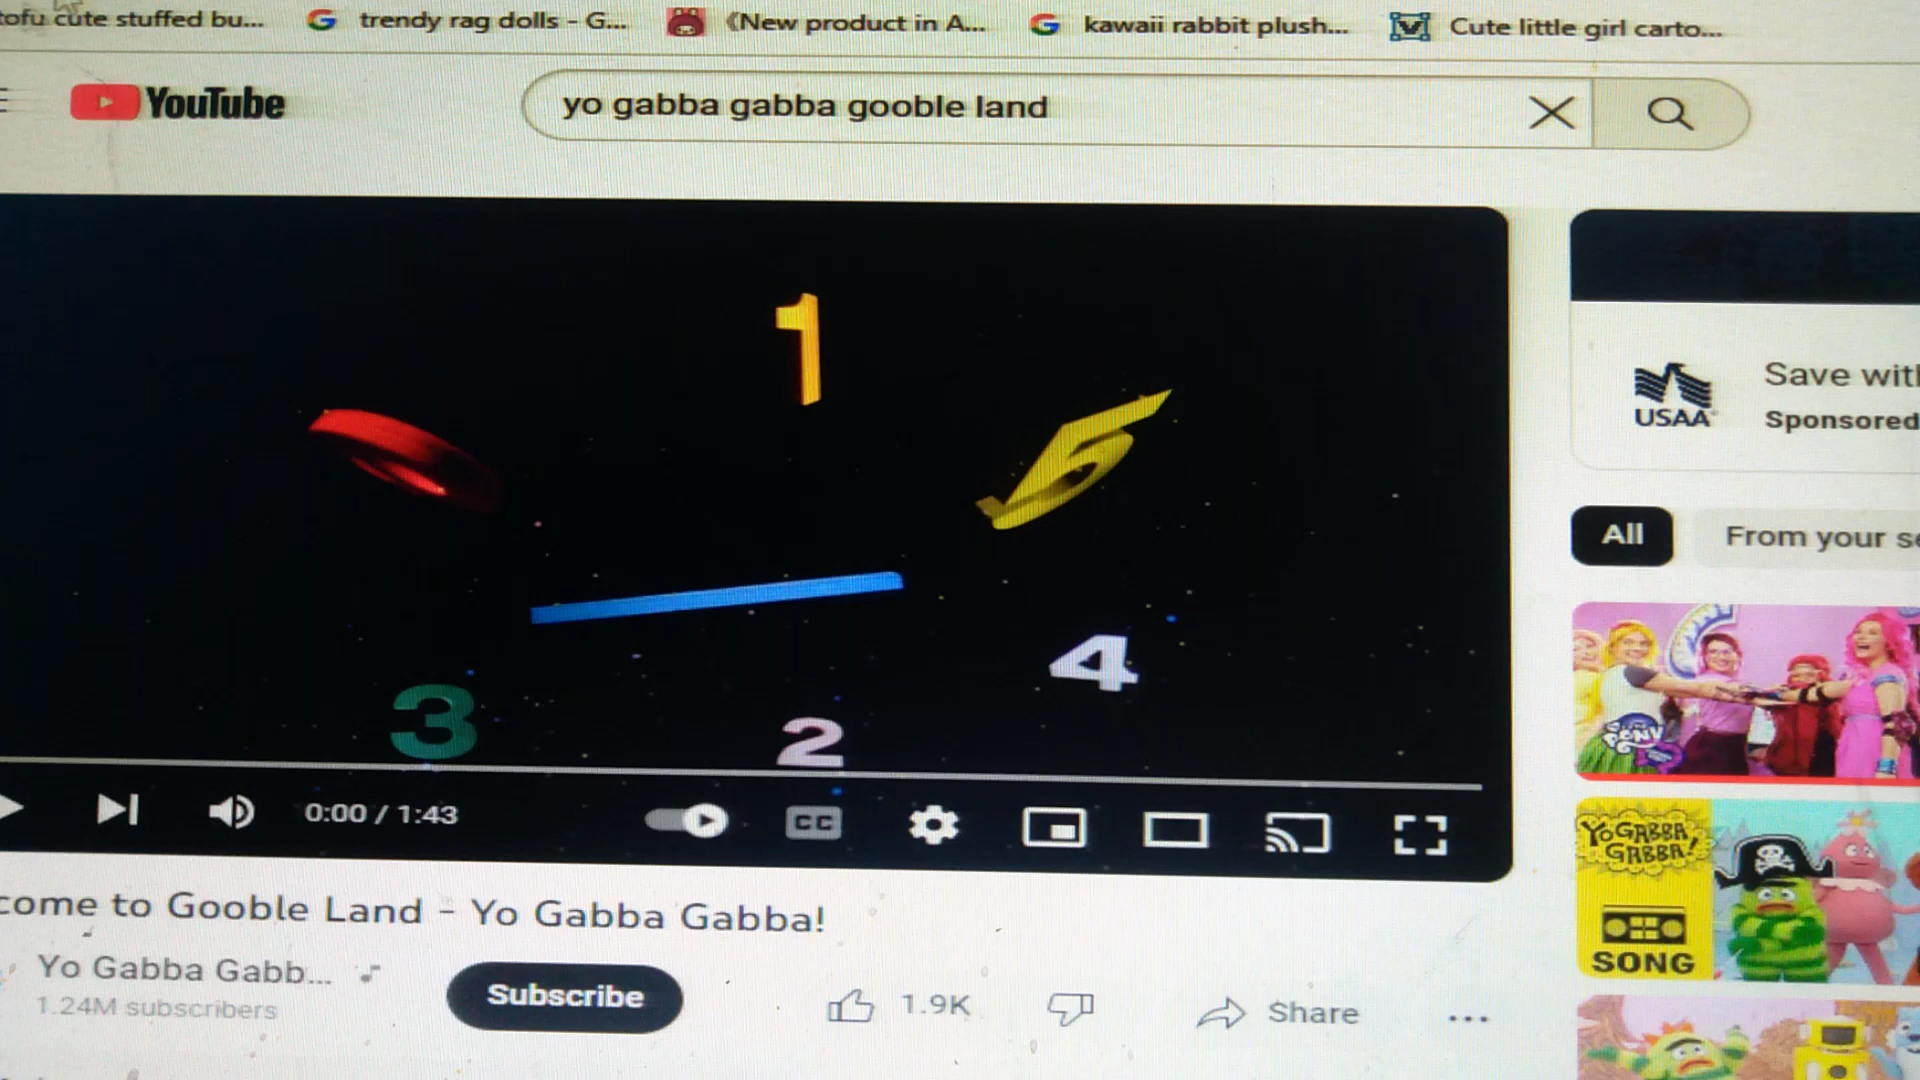 tofu cute stuffed bu...
trendy rag dolls - G...
《New product in A...
kawaii rabbit plush...
Cute little girl carto...
YouTube
yo gabba gabba gooble land
1
5
4
3
2
0:00 / 1:43
CC
come to Gooble Land - Yo Gabba Gabba!
Yo Gabba Gabb...
1.24M subscribers
Subscribe
1.9K
Share
USAA
Save with
Sponsored
All
From your se
PONY
YO GABBA
GABBA!
SONG